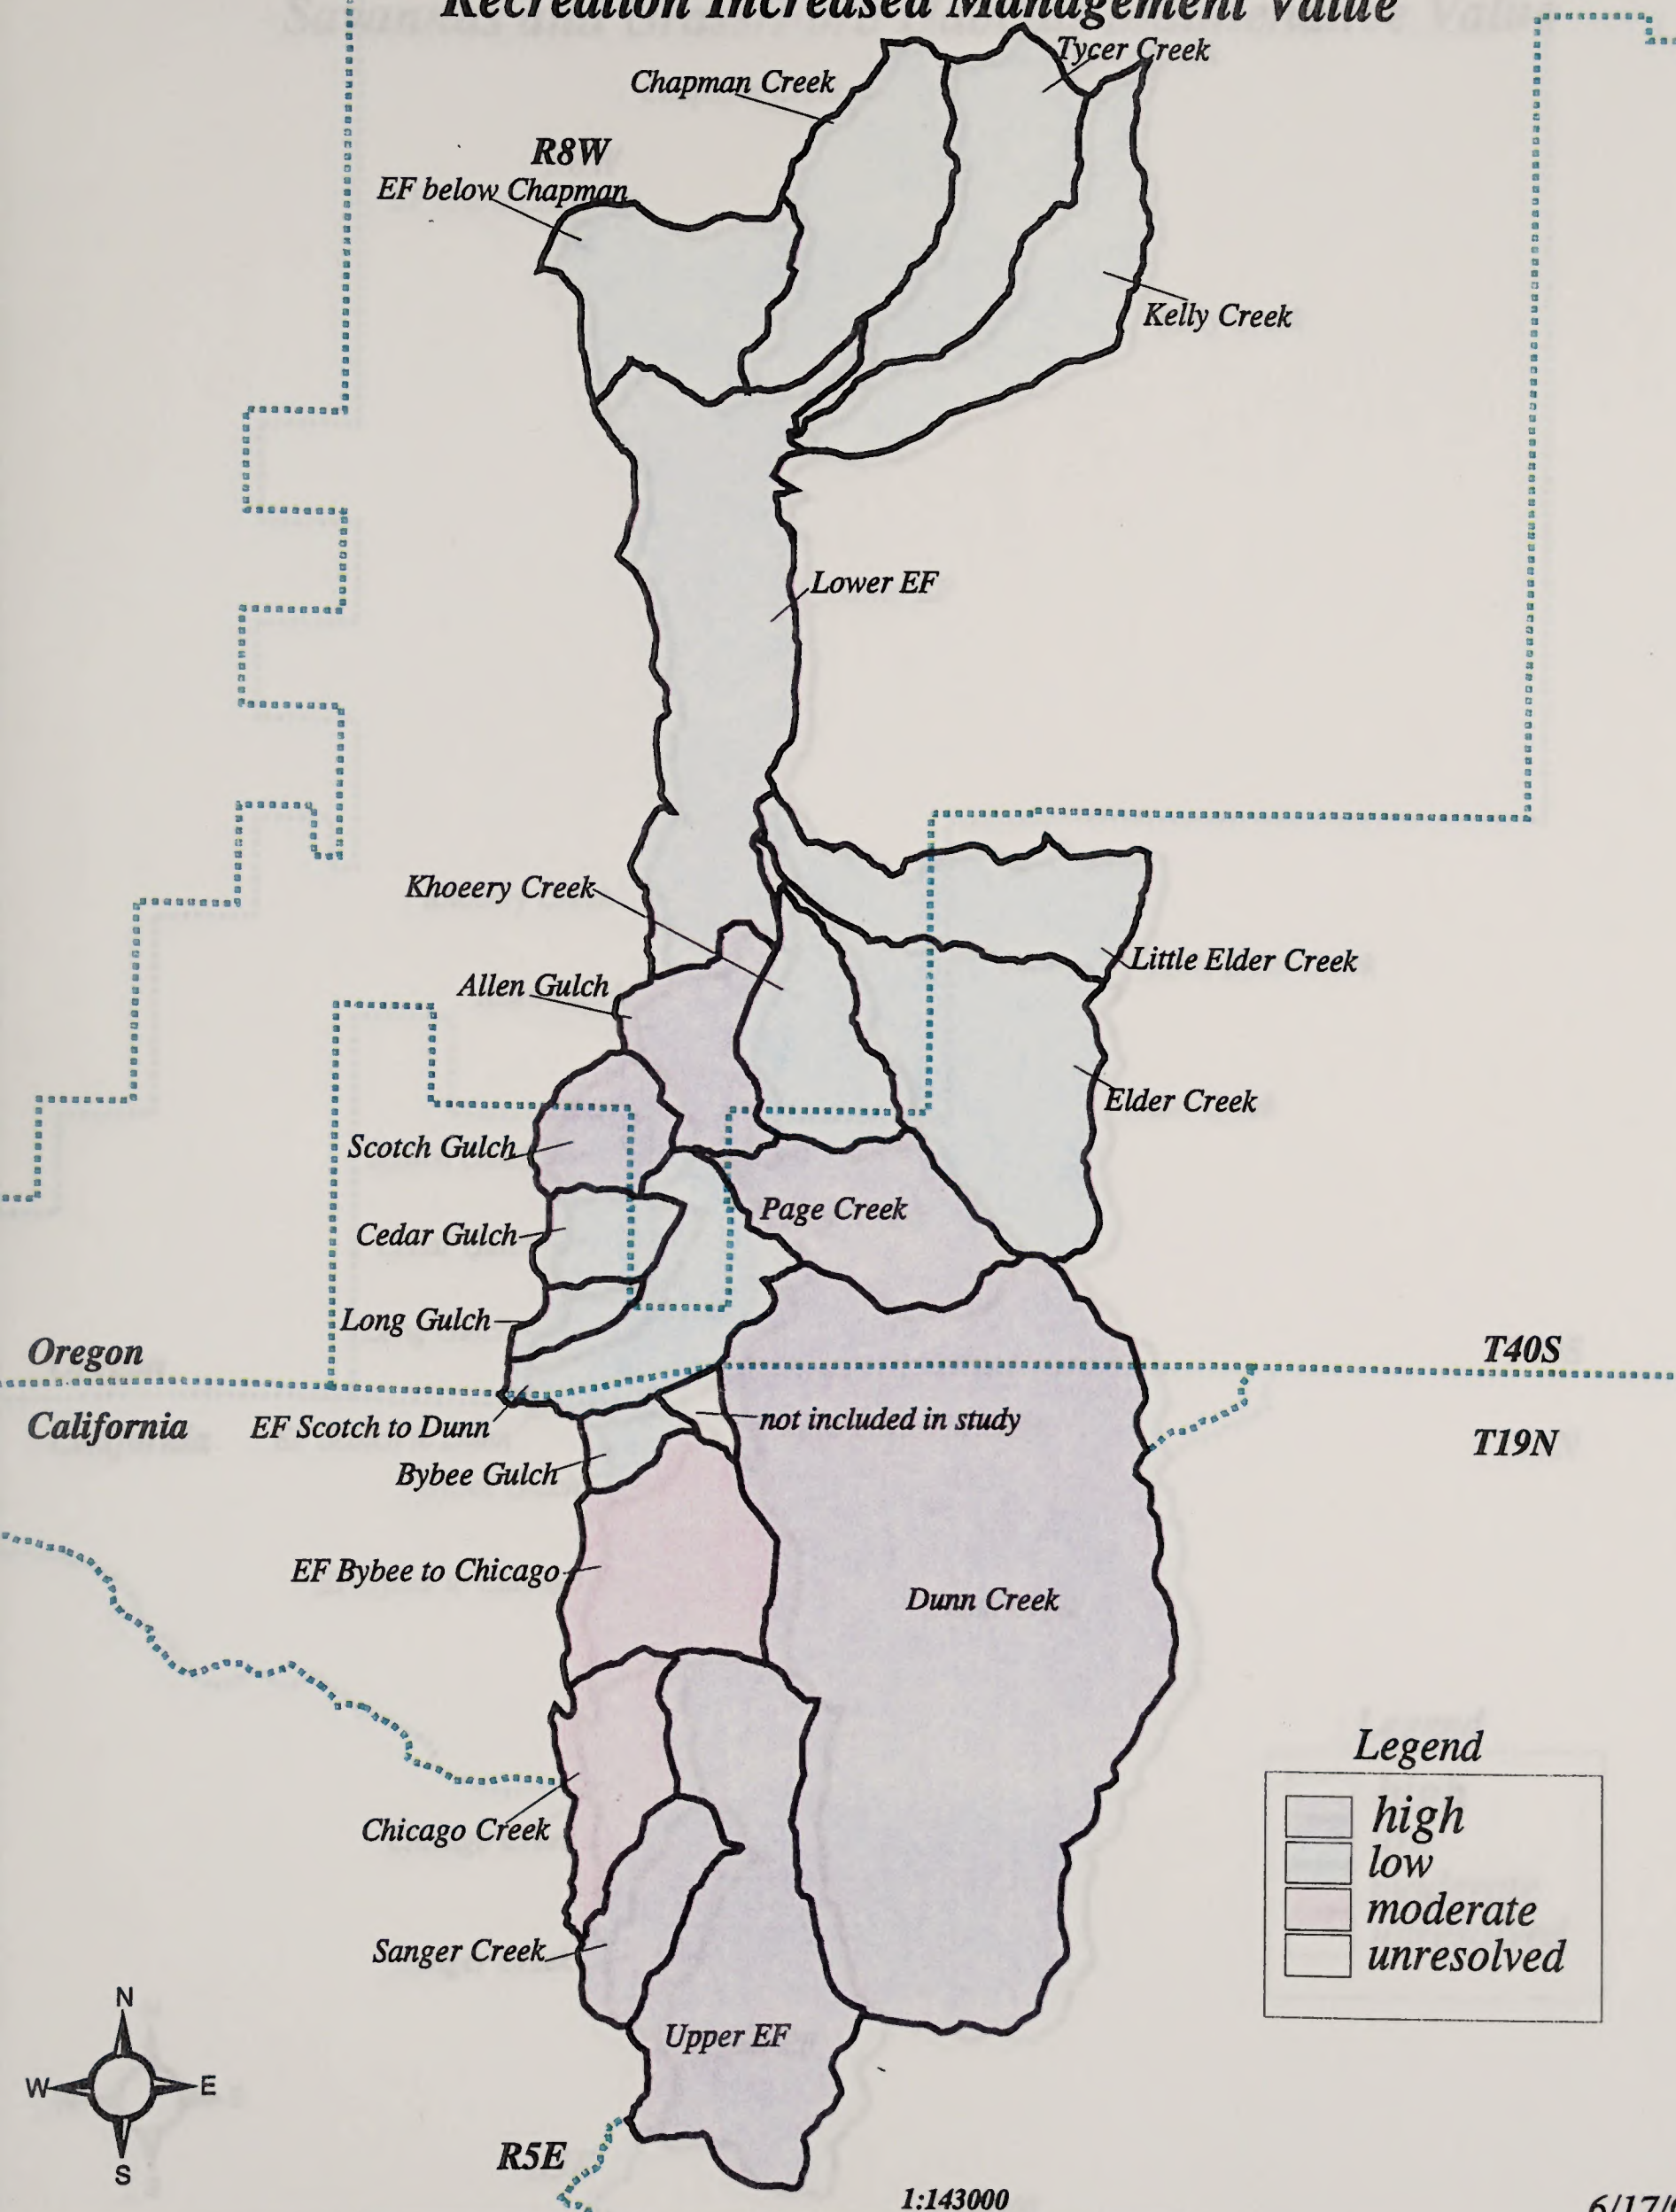 Recreation Increased Management Value
Tycer Creek
Chapman Creek
R8W
EF below Chapman
Kelly Creek
Lower EF
Khoeery Creek
Little Elder Creek
Allen Gulch
Elder Creek
Scotch Gulch
Page Creek
Cedar Gulch
Long Gulch
Oregon
T40S
California
EF Scotch to Dunn
not included in study
T19N
Bybee Gulch
EF Bybee to Chicago
Dunn Creek
Legend
high
low
moderate
unresolved
Chicago Creek
Sanger Creek
N
W
E
S
Upper EF
R5E
1:143000
6/17/